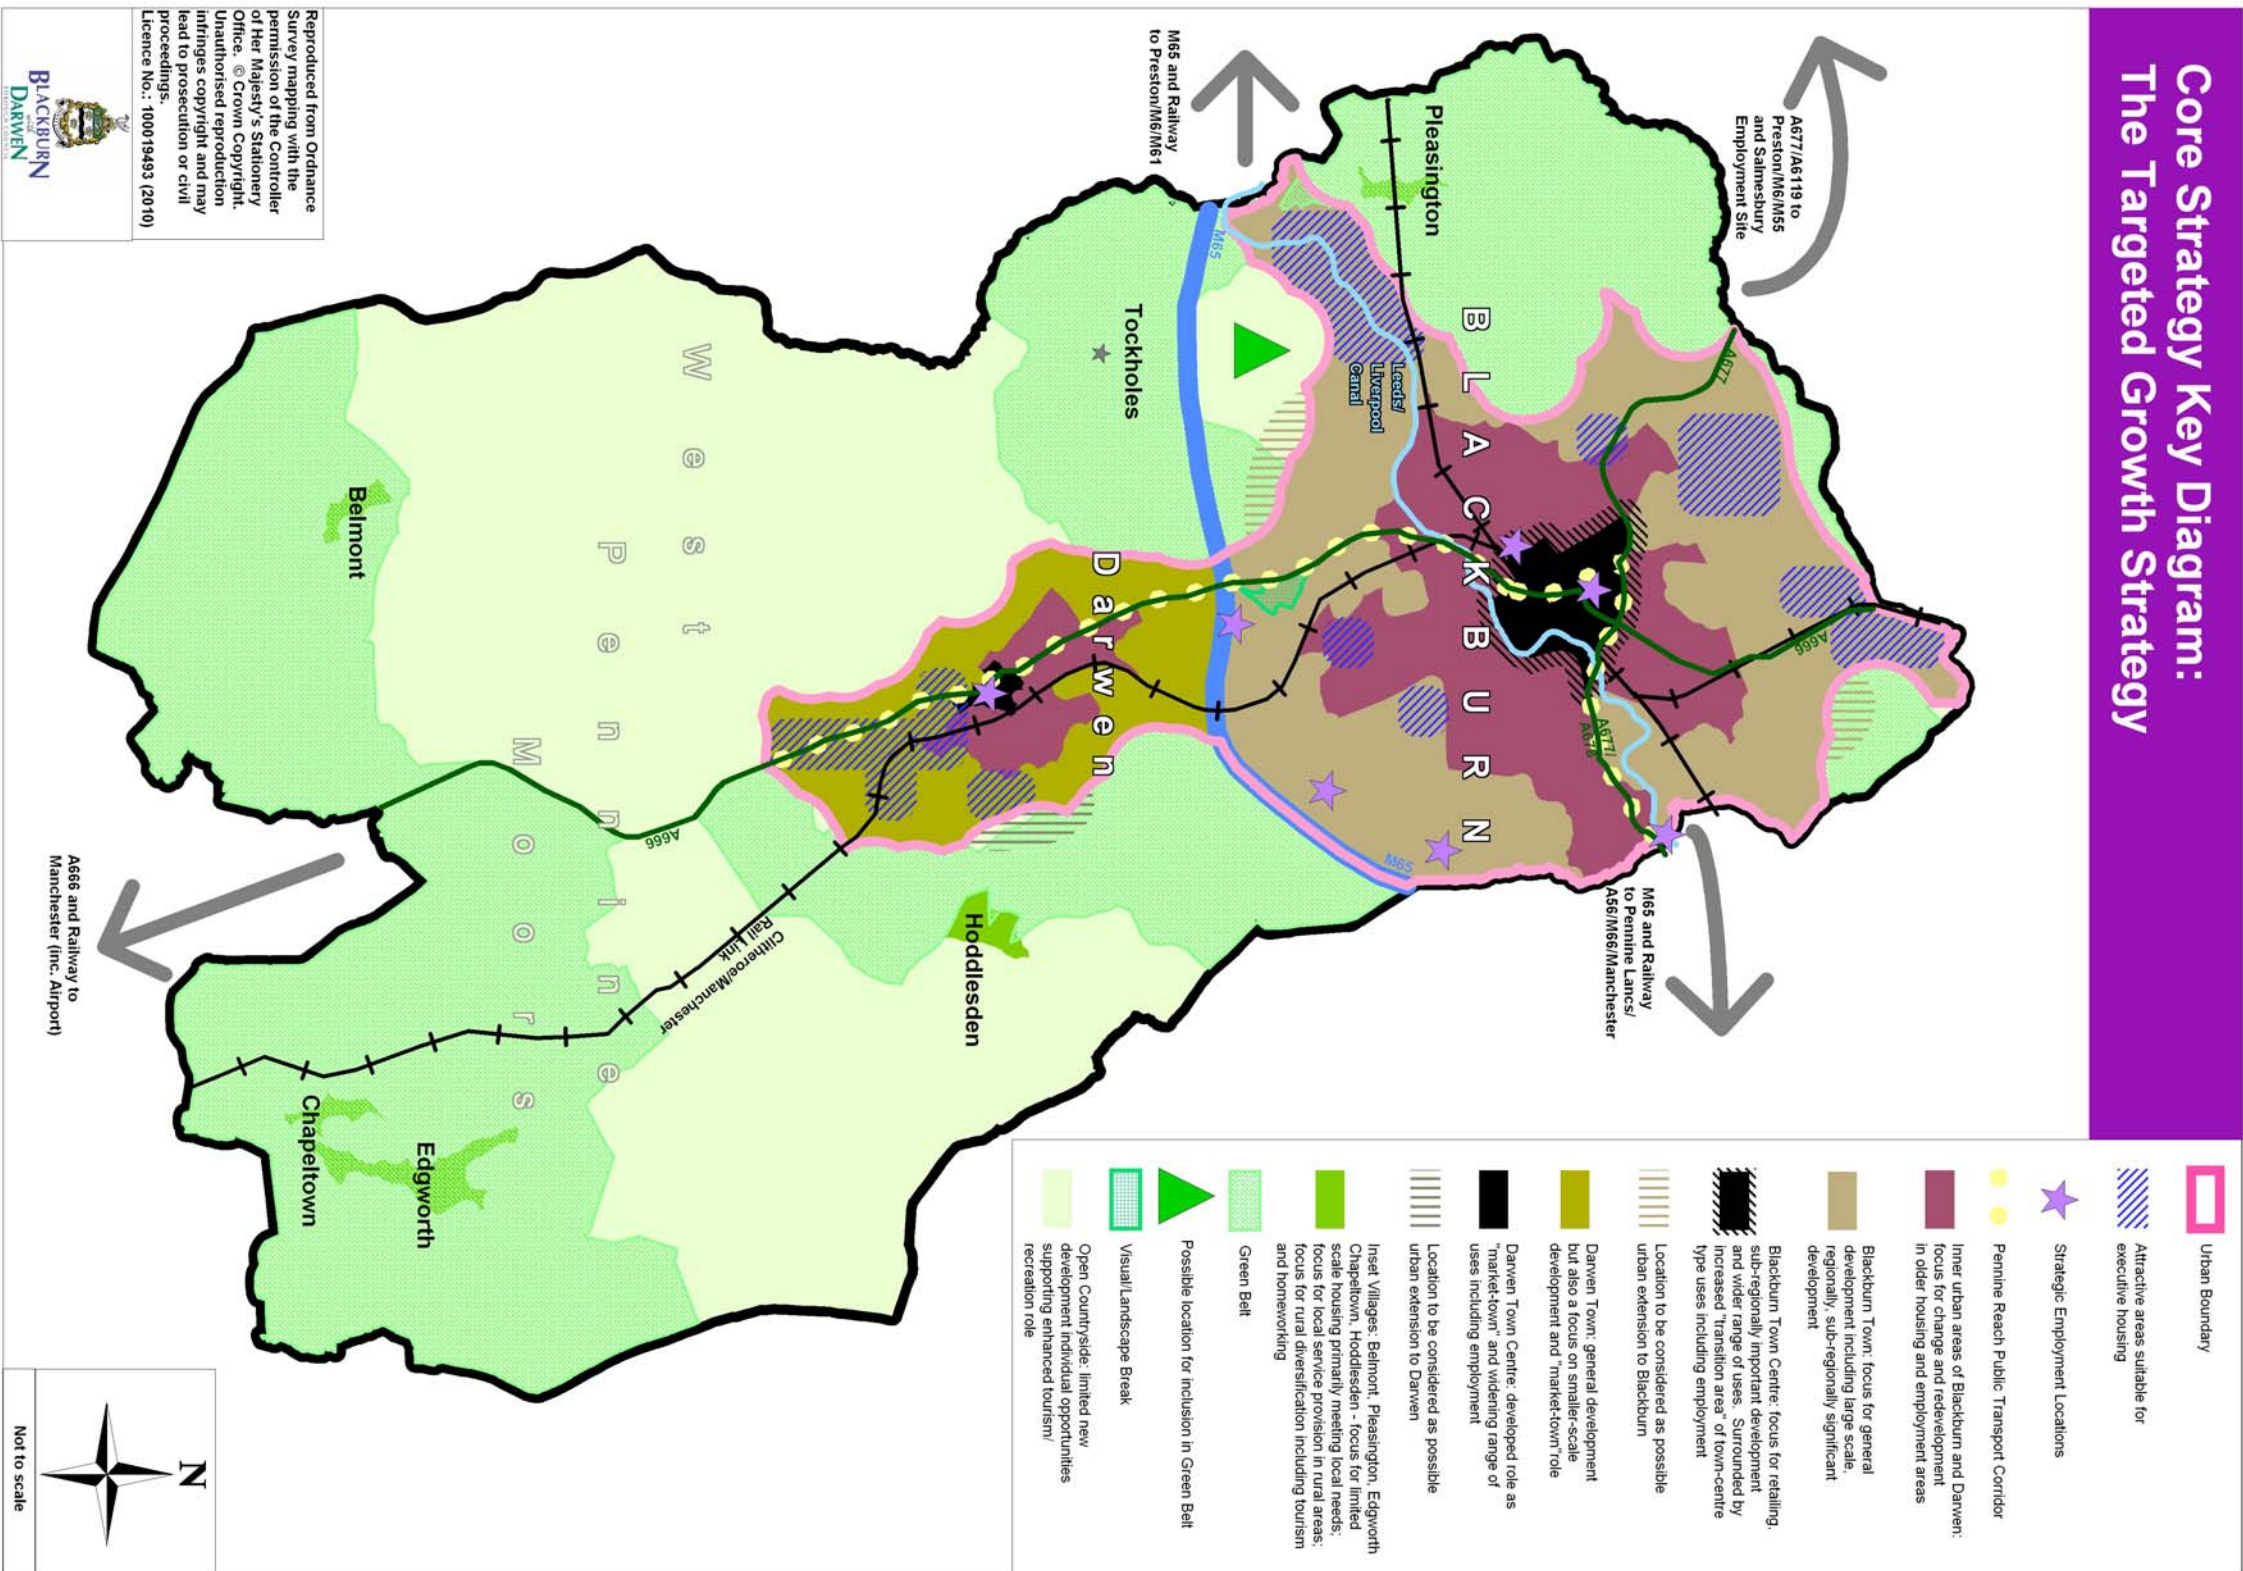 Core Strategy Key Diagram:
The Targeted Growth Strategy
A677/A6119 to
Preston/M6/M55
and Salmesbury
Employment Site
M65 and Railway
to Preston/M6/M61
M65 and Railway
to Pennine Lancs/
A56/M66/Manchester
A666 and Railway to
Manchester (inc. Airport)
Pleasington
BLACKBURN
A677
A666
A677/
A678
Leeds/
Liverpool
Canal
M65
M65
Tockholes
Darwen
Hoddlesden
West
Pennine
Moors
A666
Clitheroe/Manchester
Rail Link
Belmont
Edgworth
Chapeltown
Urban Boundary
Attractive areas suitable for
executive housing
Strategic Employment Locations
Pennine Reach Public Transport Corridor
Inner urban areas of Blackburn and Darwen:
focus for change and redevelopment
in older housing and employment areas
Blackburn Town: focus for general
development including large scale,
regionally, sub-regionally significant
development
Blackburn Town Centre: focus for retailing,
sub-regionally important development
and wider range of uses. Surrounded by
increased "transition area" of town-centre
type uses including employment
Location to be considered as possible
urban extension to Blackburn
Darwen Town: general development
but also a focus on smaller-scale
development and "market-town" role
Darwen Town Centre: developed role as
"market-town" and widening range of
uses including employment
Location to be considered as possible
urban extension to Darwen
Inset Villages: Belmont, Pleasington, Edgworth
Chapeltown, Hoddlesden - focus for limited
scale housing primarily meeting local needs;
focus for local service provision in rural areas;
focus for rural diversification including tourism
and homeworking
Green Belt
Possible location for inclusion in Green Belt
Visual/Landscape Break
Open Countryside: limited new
development individual opportunities
supporting enhanced tourism/
recreation role
N
Not to scale
Reproduced from Ordnance
Survey mapping with the
permission of the Controller
of Her Majesty's Stationery
Office. © Crown Copyright.
Unauthorised reproduction
infringes copyright and may
lead to prosecution or civil
proceedings.
Licence No.: 100019493 (2010)
BLACKBURN
with
DARWEN
BOROUGH COUNCIL